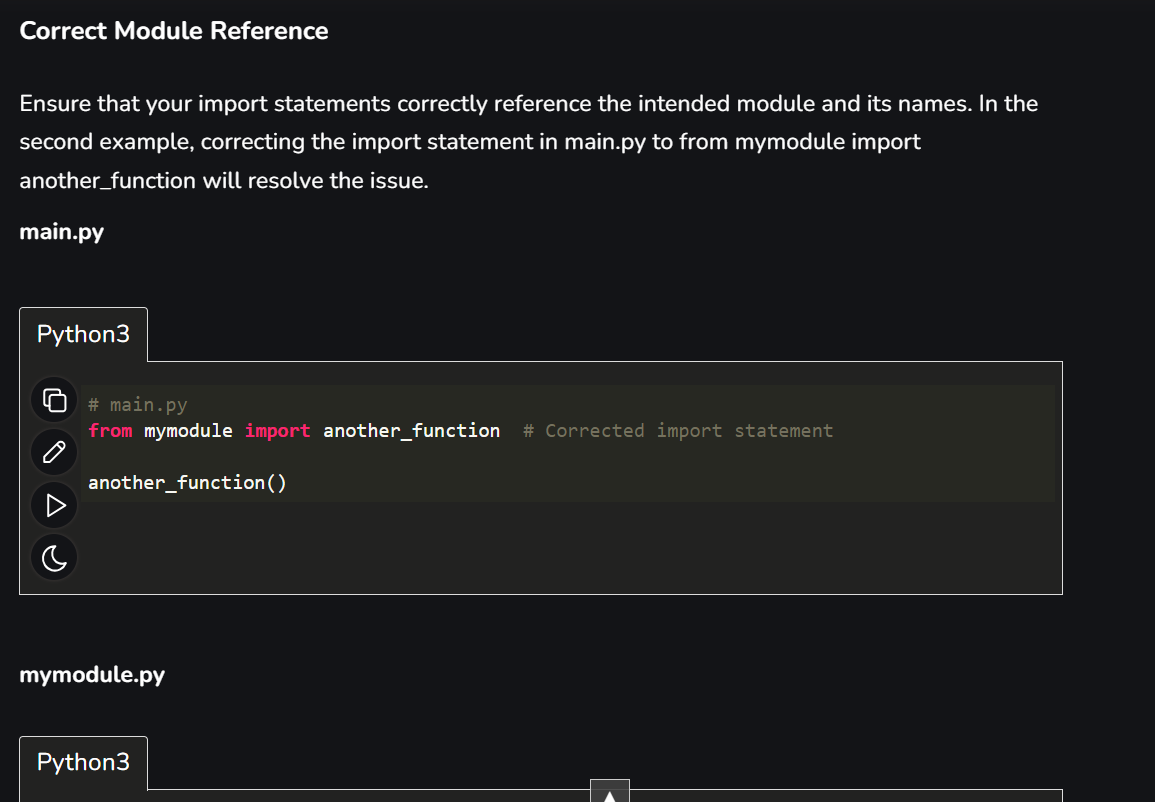 Correct Module Reference
Ensure that your import statements correctly reference the intended module and its names. In the
second example, correcting the import statement in main.py to from mymodule import
another_function will resolve the issue.
main.py
Python3
# main.py
from mymodule import another_function  # Corrected import statement
another_function()
mymodule.py
Python3